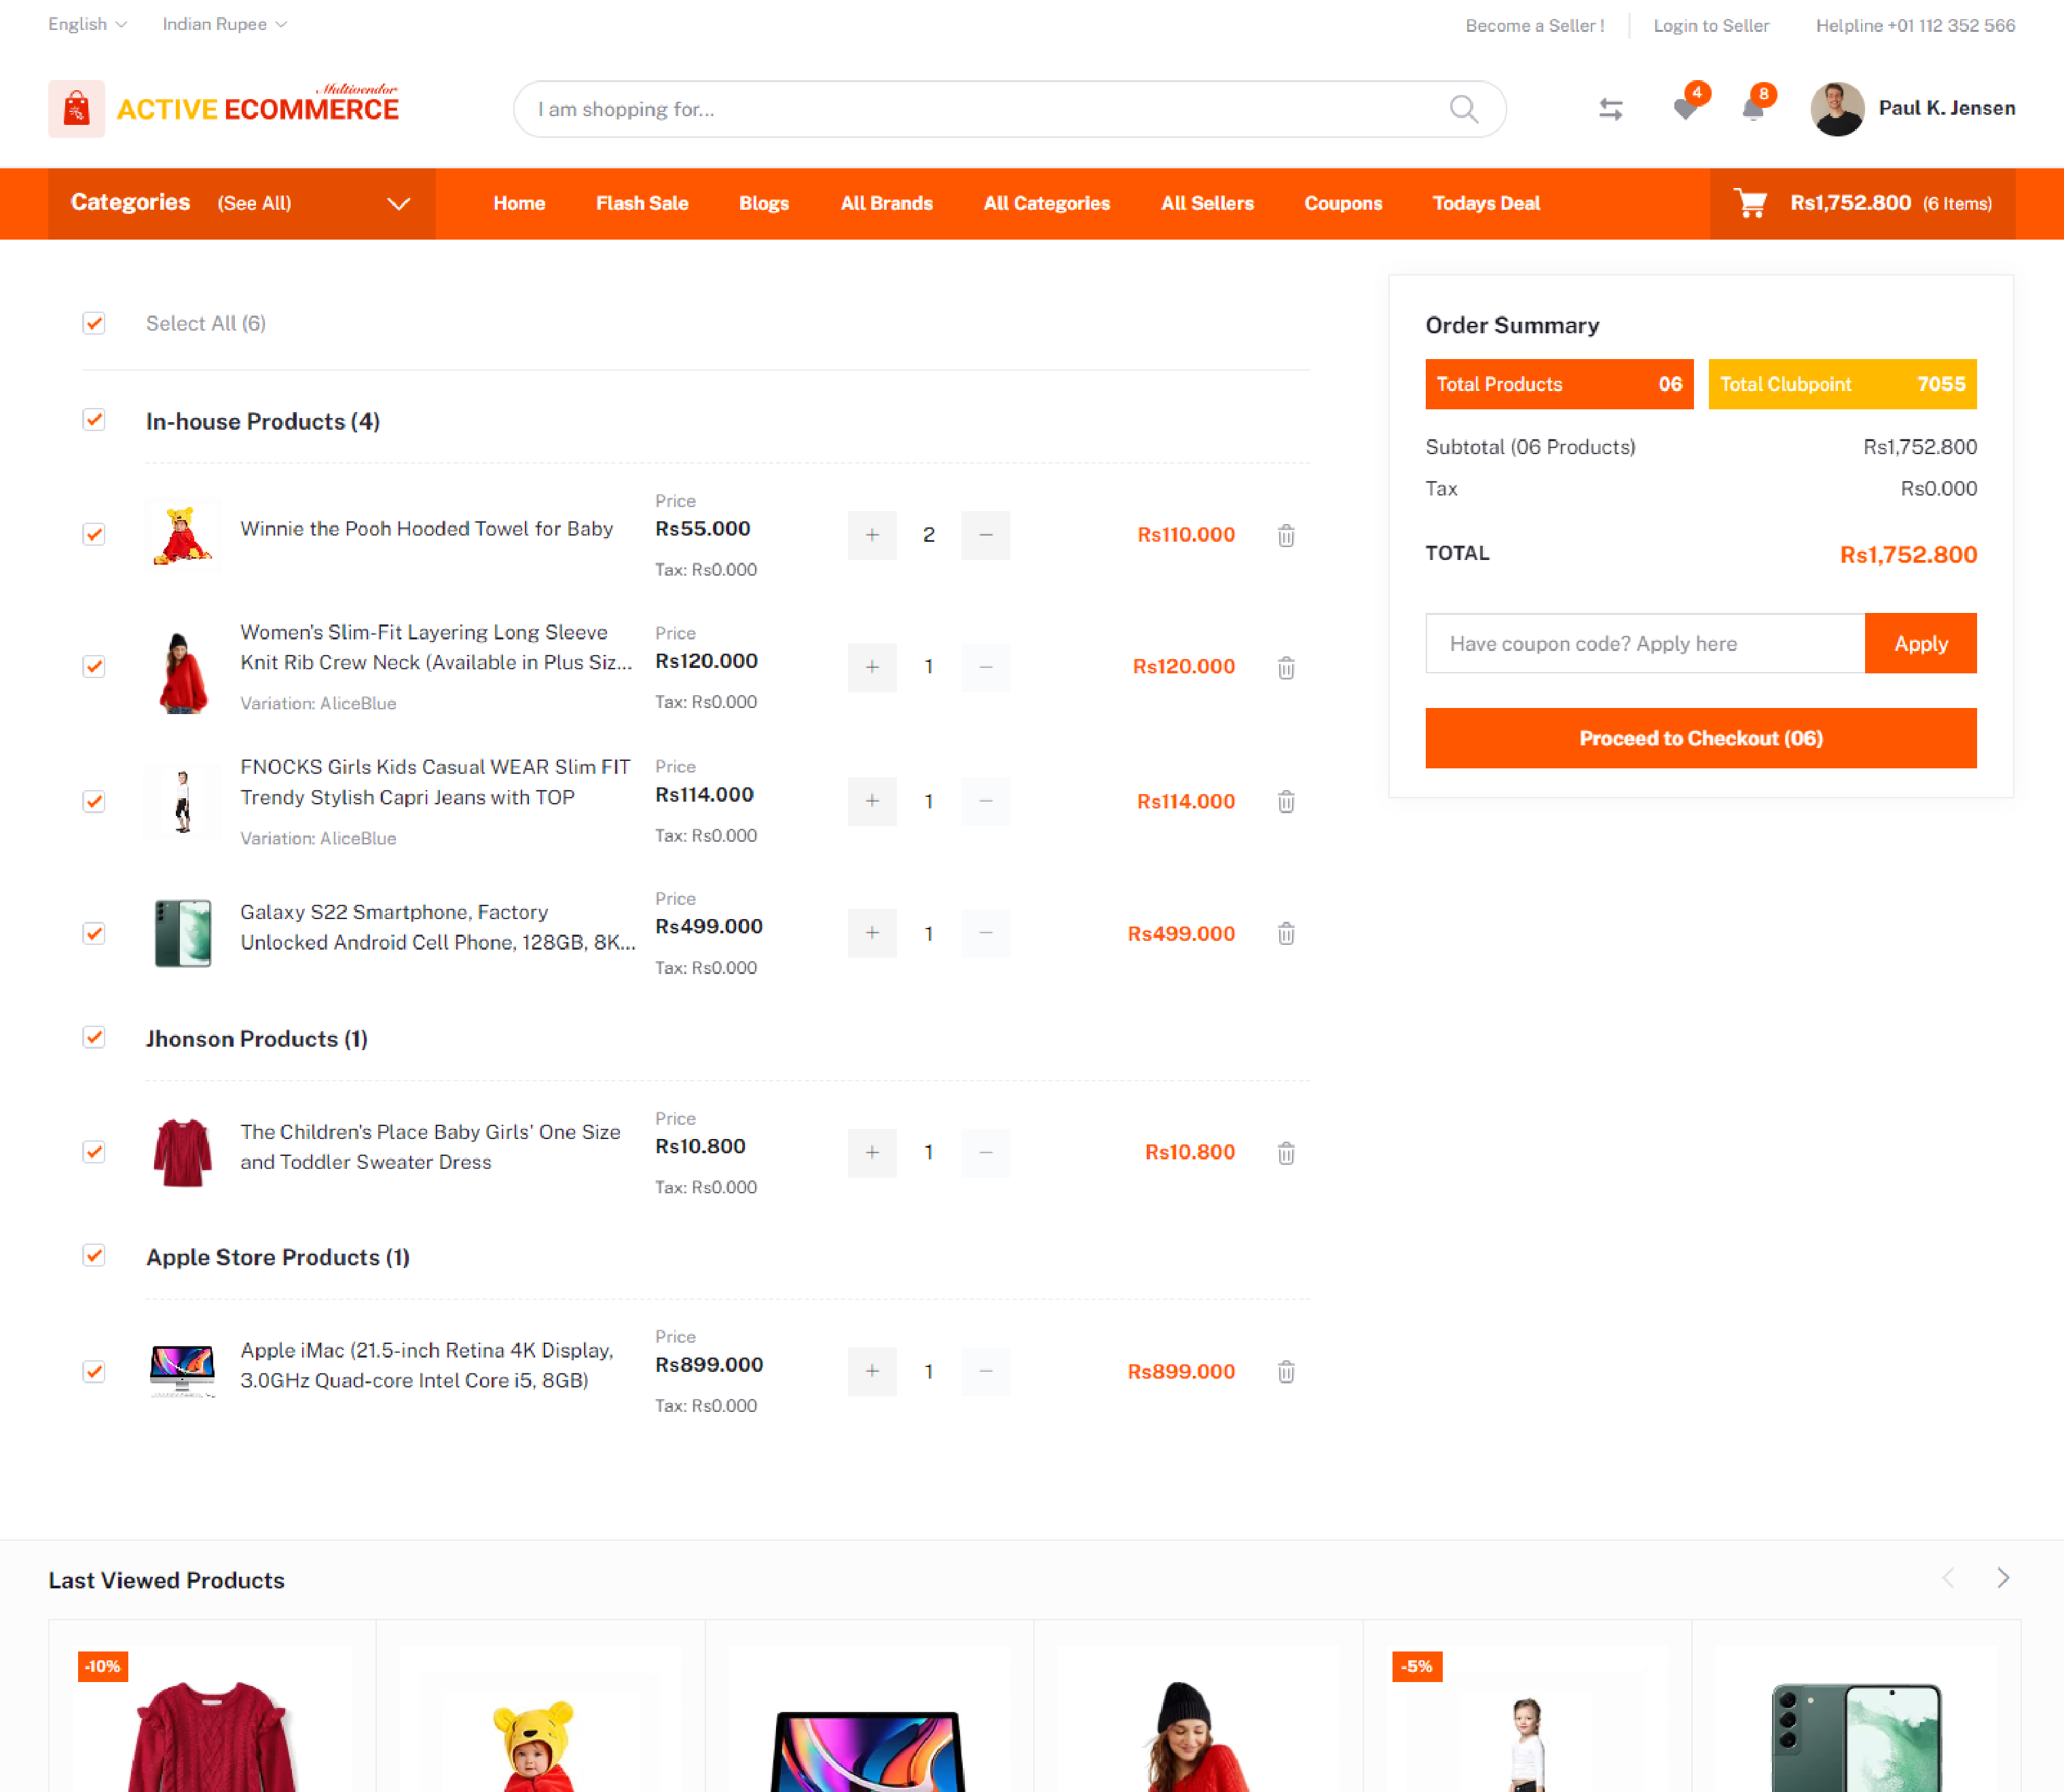 English
Indian Rupee
Become a Seller !
Login to Seller
Helpline +01 112 352 566
Multivendor
ACTIVE ECOMMERCE
I am shopping for...
4
8
Paul K. Jensen
Categories (See All)
Home
Flash Sale
Blogs
All Brands
All Categories
All Sellers
Coupons
Todays Deal
Rs1,752.800 (6 Items)
Select All (6)
In-house Products (4)
Winnie the Pooh Hooded Towel for Baby
Price
Rs55.000
Tax: Rs0.000
+ 2 −
Rs110.000
Women's Slim-Fit Layering Long Sleeve
Knit Rib Crew Neck (Available in Plus Siz...
Variation: AliceBlue
Price
Rs120.000
Tax: Rs0.000
+ 1 −
Rs120.000
FNOCKS Girls Kids Casual WEAR Slim FIT
Trendy Stylish Capri Jeans with TOP
Variation: AliceBlue
Price
Rs114.000
Tax: Rs0.000
+ 1 −
Rs114.000
Galaxy S22 Smartphone, Factory
Unlocked Android Cell Phone, 128GB, 8K...
Price
Rs499.000
Tax: Rs0.000
+ 1 −
Rs499.000
Jhonson Products (1)
The Children's Place Baby Girls' One Size
and Toddler Sweater Dress
Price
Rs10.800
Tax: Rs0.000
+ 1 −
Rs10.800
Apple Store Products (1)
Apple iMac (21.5-inch Retina 4K Display,
3.0GHz Quad-core Intel Core i5, 8GB)
Price
Rs899.000
Tax: Rs0.000
+ 1 −
Rs899.000
Order Summary
Total Products 06
Total Clubpoint 7055
Subtotal (06 Products) Rs1,752.800
Tax Rs0.000
TOTAL Rs1,752.800
Have coupon code? Apply here
Apply
Proceed to Checkout (06)
Last Viewed Products
-10%
-5%